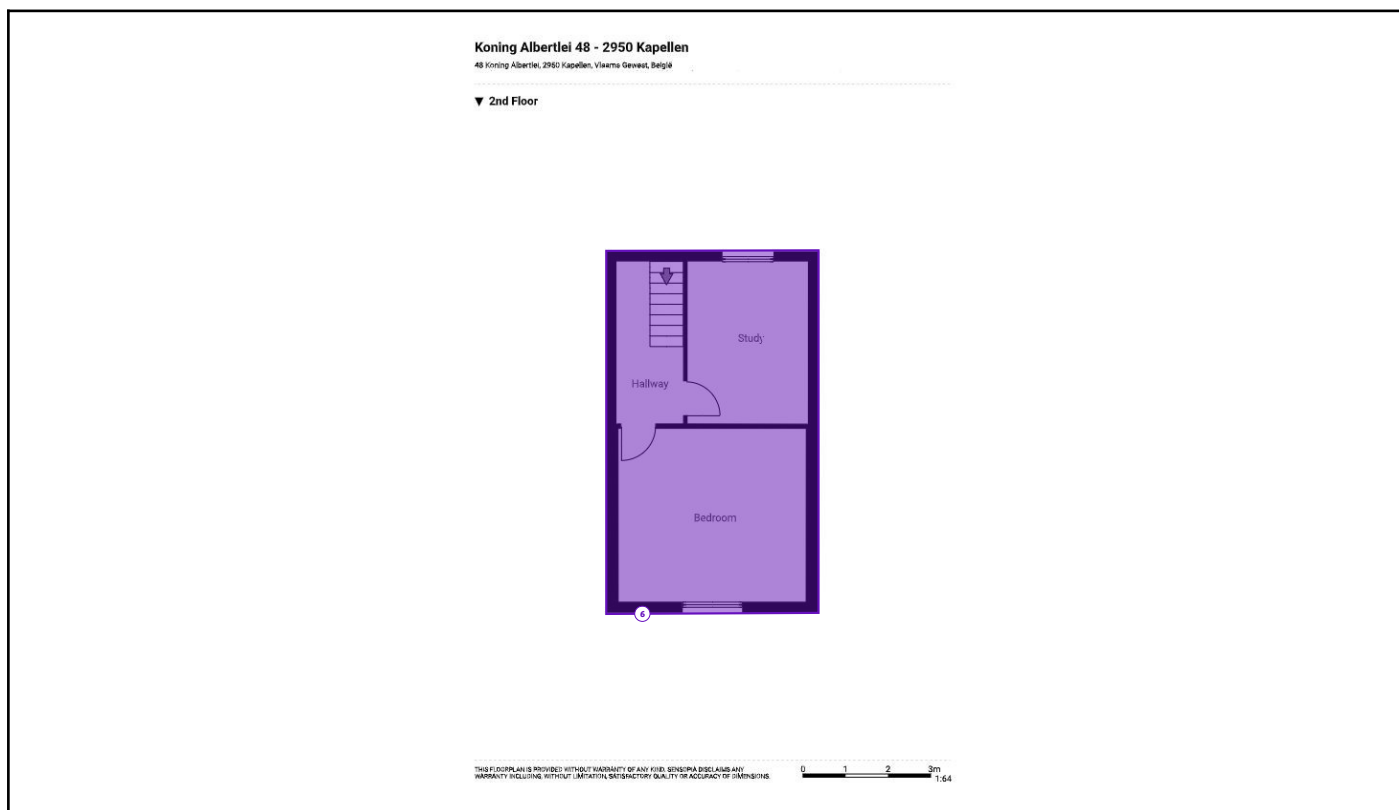 Koning Albertlei 48 - 2950 Kapellen
48 Koning Albertlei, 2950 Kapellen, Vlaams Gewest, België
▼ 2nd Floor
Study
Hallway
Bedroom
6
THIS FLOORPLAN IS PROVIDED WITHOUT WARRANTY OF ANY KIND. SENSOPIA DISCLAIMS ANY
WARRANTY INCLUDING, WITHOUT LIMITATION, SATISFACTORY QUALITY OR ACCURACY OF DIMENSIONS.
0 1 2 3m
1:64